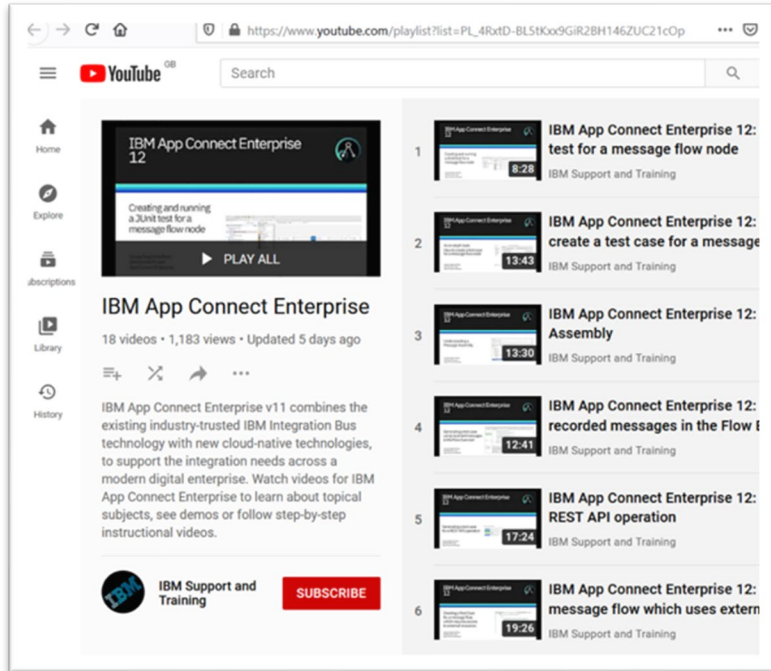 https://www.youtube.com/playlist?list=PL_4RxtD-BL5tKxx9GiR2BH146ZUC21cOp
YouTube GB
Search
Home
Explore
ubscriptions
Library
History
IBM App Connect Enterprise
12
Creating and running
a JUnit test for a
message flow node
PLAY ALL
IBM App Connect Enterprise
18 videos • 1,183 views • Updated 5 days ago
IBM App Connect Enterprise v11 combines the
existing industry-trusted IBM Integration Bus
technology with new cloud-native technologies,
to support the integration needs across a
modern digital enterprise. Watch videos for IBM
App Connect Enterprise to learn about topical
subjects, see demos or follow step-by-step
instructional videos.
IBM
IBM Support and
Training
SUBSCRIBE
1
8:28
IBM App Connect Enterprise 12:
test for a message flow node
IBM Support and Training
2
13:43
IBM App Connect Enterprise 12:
create a test case for a message
IBM Support and Training
3
13:30
IBM App Connect Enterprise 12:
Assembly
IBM Support and Training
4
12:41
IBM App Connect Enterprise 12:
recorded messages in the Flow E
IBM Support and Training
5
17:24
IBM App Connect Enterprise 12:
REST API operation
IBM Support and Training
6
19:26
IBM App Connect Enterprise 12:
message flow which uses extern
IBM Support and Training